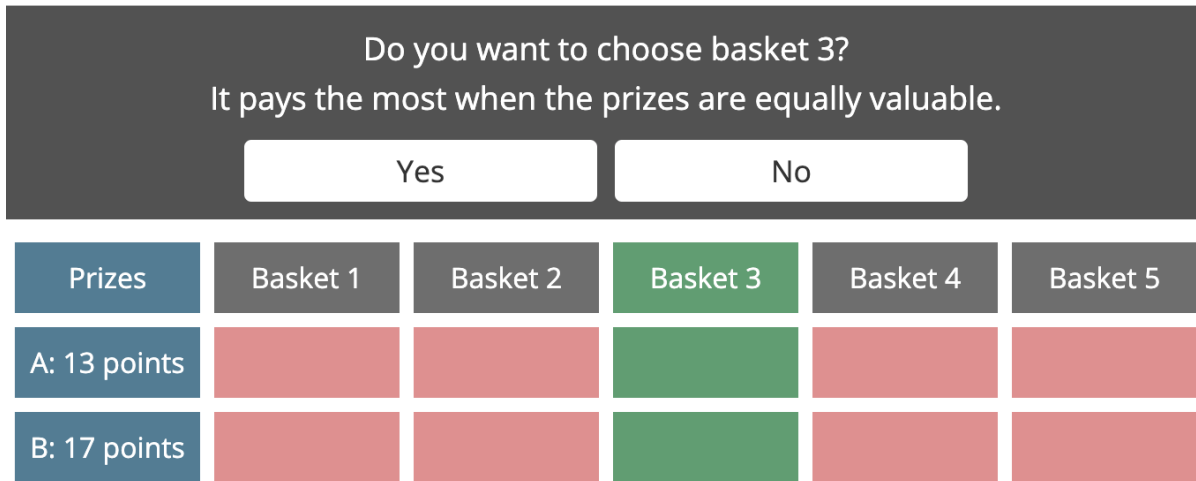 Do you want to choose basket 3?
It pays the most when the prizes are equally valuable.
Yes No
Prizes Basket 1 Basket 2 Basket 3 Basket 4 Basket 5
A: 13 points
B: 17 points